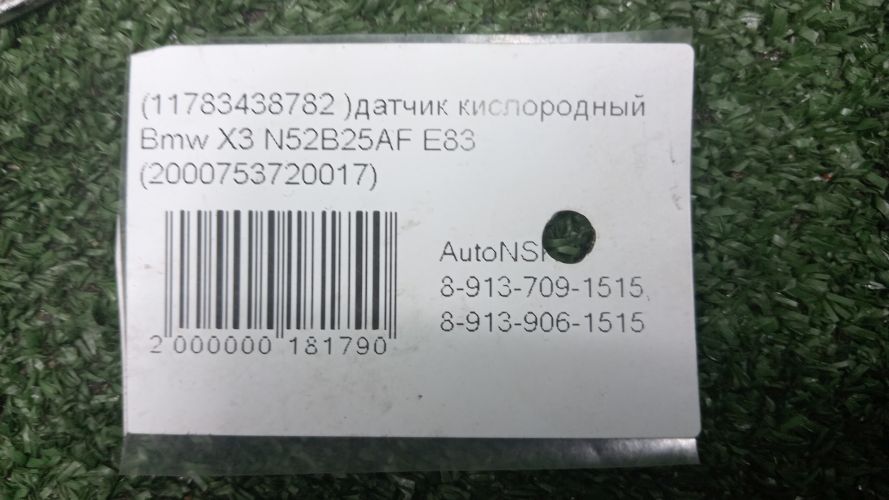 (11783438782 )датчик кислородный
Bmw X3 N52B25AF E83
(2000753720017)
2 000000 181790
8-913-709-1515,
8-913-906-1515